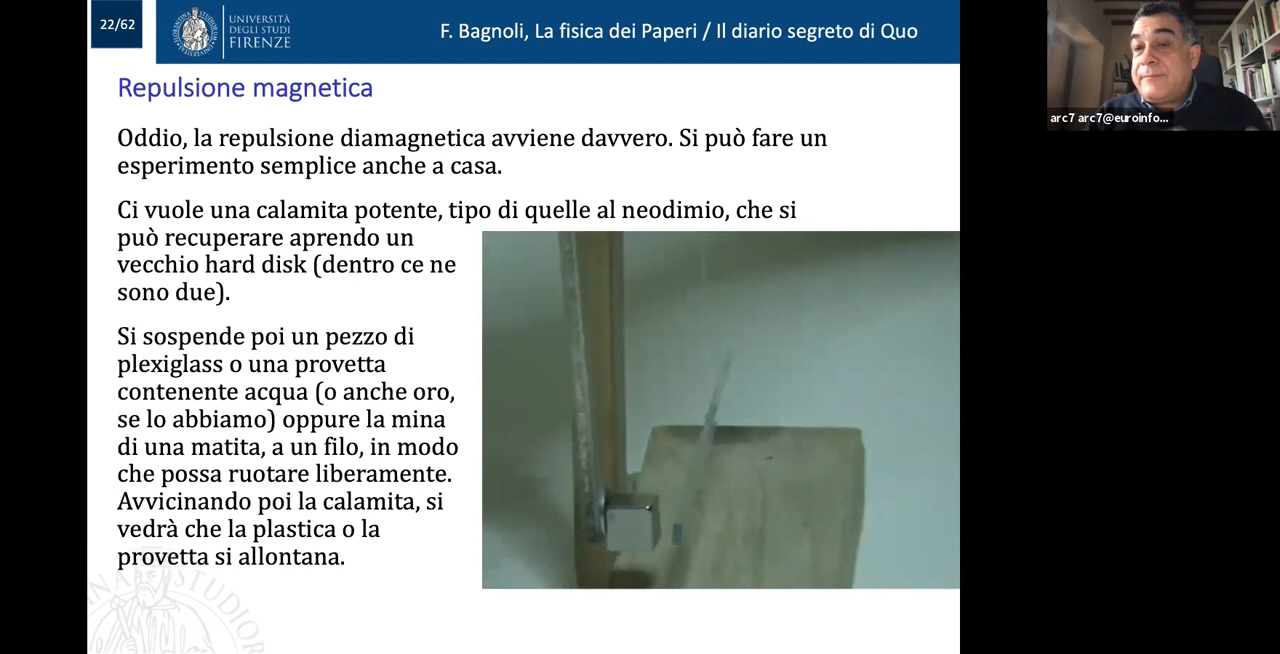 22/62
UNIVERSITÀ
DEGLI STUDI
FIRENZE
F. Bagnoli, La fisica dei Paperi / Il diario segreto di Quo
arc7 arc7@euroinfo...
Repulsione magnetica
Oddio, la repulsione diamagnetica avviene davvero. Si può fare un
esperimento semplice anche a casa.
Ci vuole una calamita potente, tipo di quelle al neodimio, che si
può recuperare aprendo un
vecchio hard disk (dentro ce ne
sono due).
Si sospende poi un pezzo di
plexiglass o una provetta
contenente acqua (o anche oro,
se lo abbiamo) oppure la mina
di una matita, a un filo, in modo
che possa ruotare liberamente.
Avvicinando poi la calamita, si
vedrà che la plastica o la
provetta si allontana.